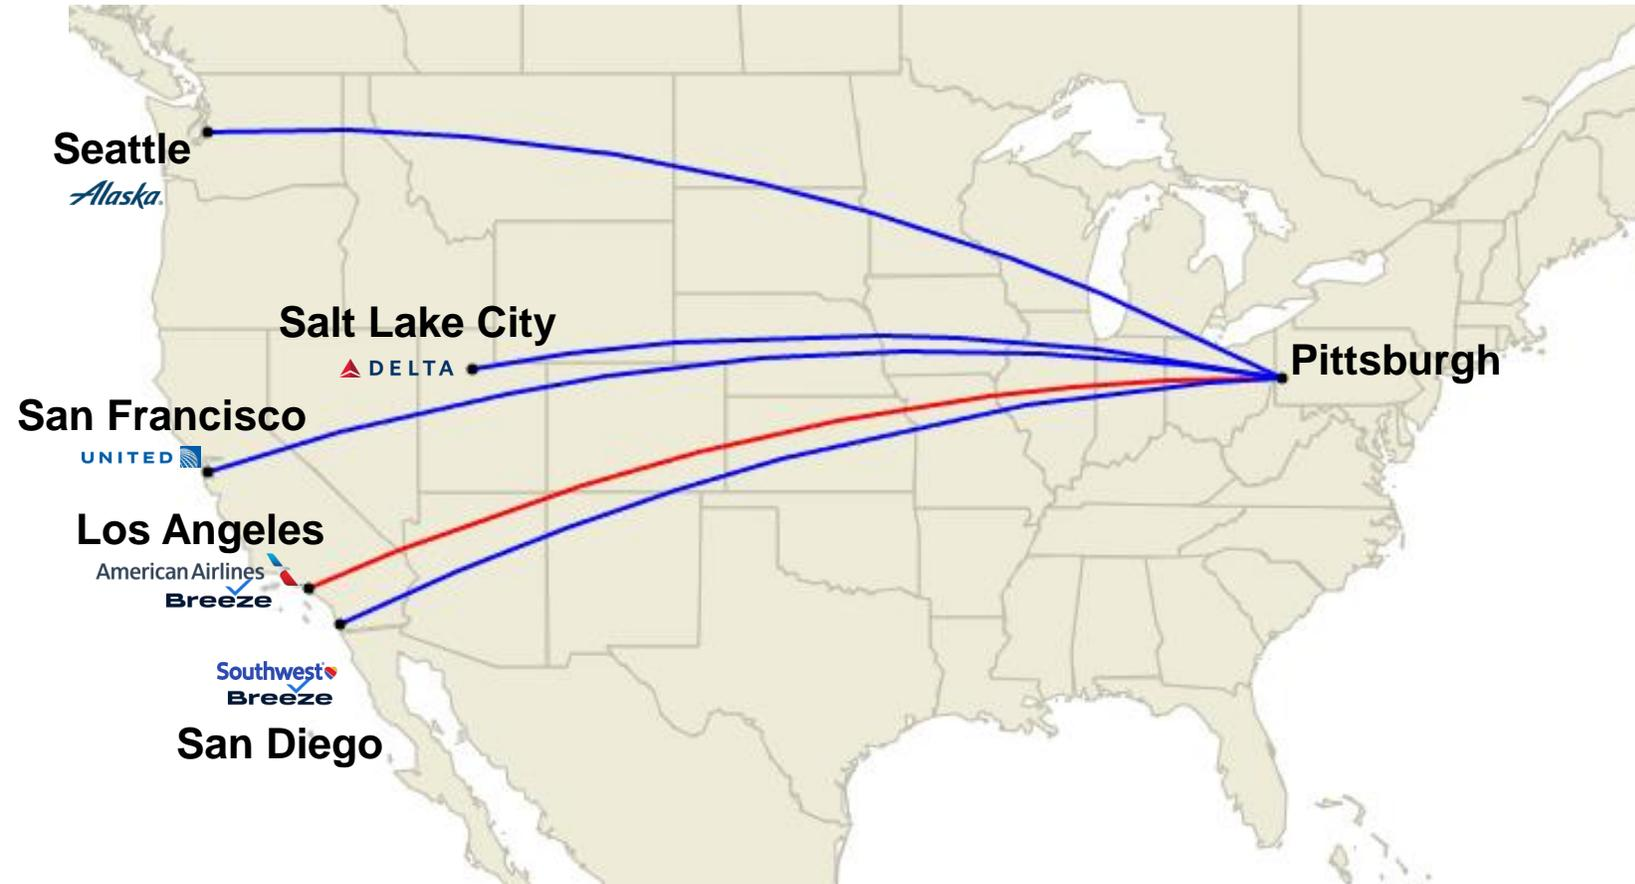 Seattle
Alaska
Salt Lake City
DELTA
Pittsburgh
San Francisco
UNITED
Los Angeles
American Airlines
Breeze
Southwest
Breeze
San Diego